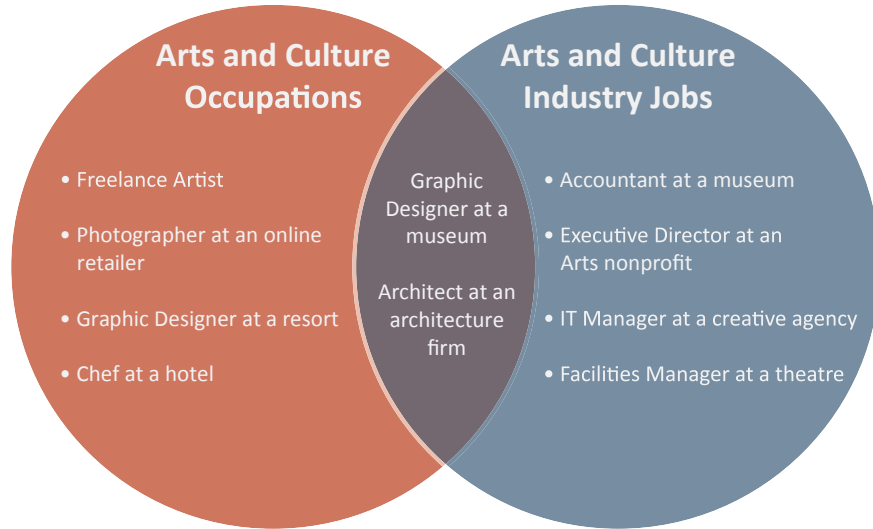 Arts and Culture
Occupations
• Freelance Artist
• Photographer at an online
retailer
• Graphic Designer at a resort
• Chef at a hotel
Graphic
Designer at a
museum
Architect at an
architecture
firm
Arts and Culture
Industry Jobs
• Accountant at a museum
• Executive Director at an
Arts nonprofit
• IT Manager at a creative agency
• Facilities Manager at a theatre